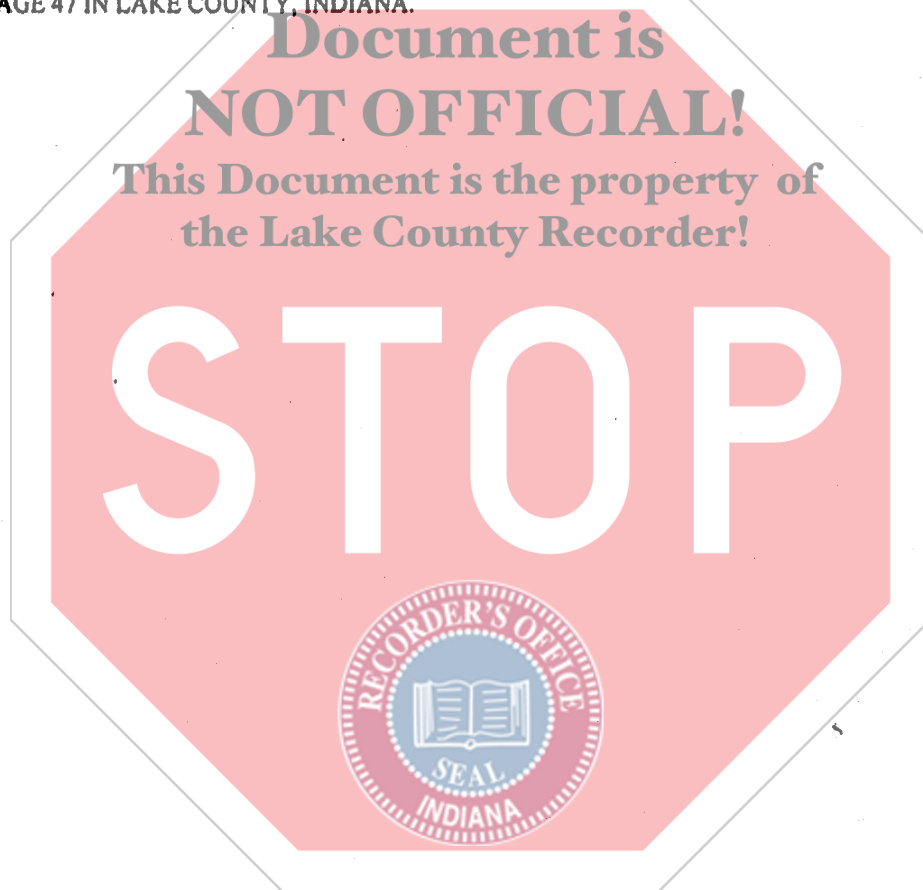 AGE 47 IN LAKE COUNTY, INDIANA.
Document is
NOT OFFICIAL!
This Document is the property of
the Lake County Recorder!
STOP
RECORDER'S OFFICE
SEAL
INDIANA